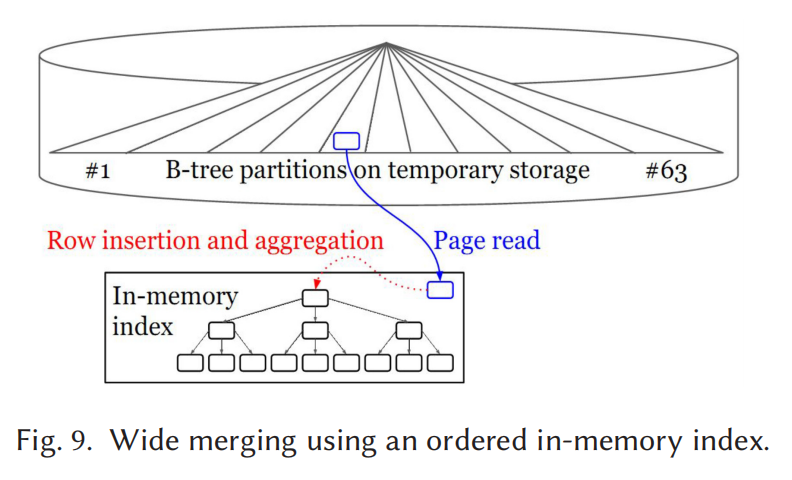 #1 B-tree partitions on temporary storage #63
Row insertion and aggregation Page read
In-memory
index
Fig. 9. Wide merging using an ordered in-memory index.